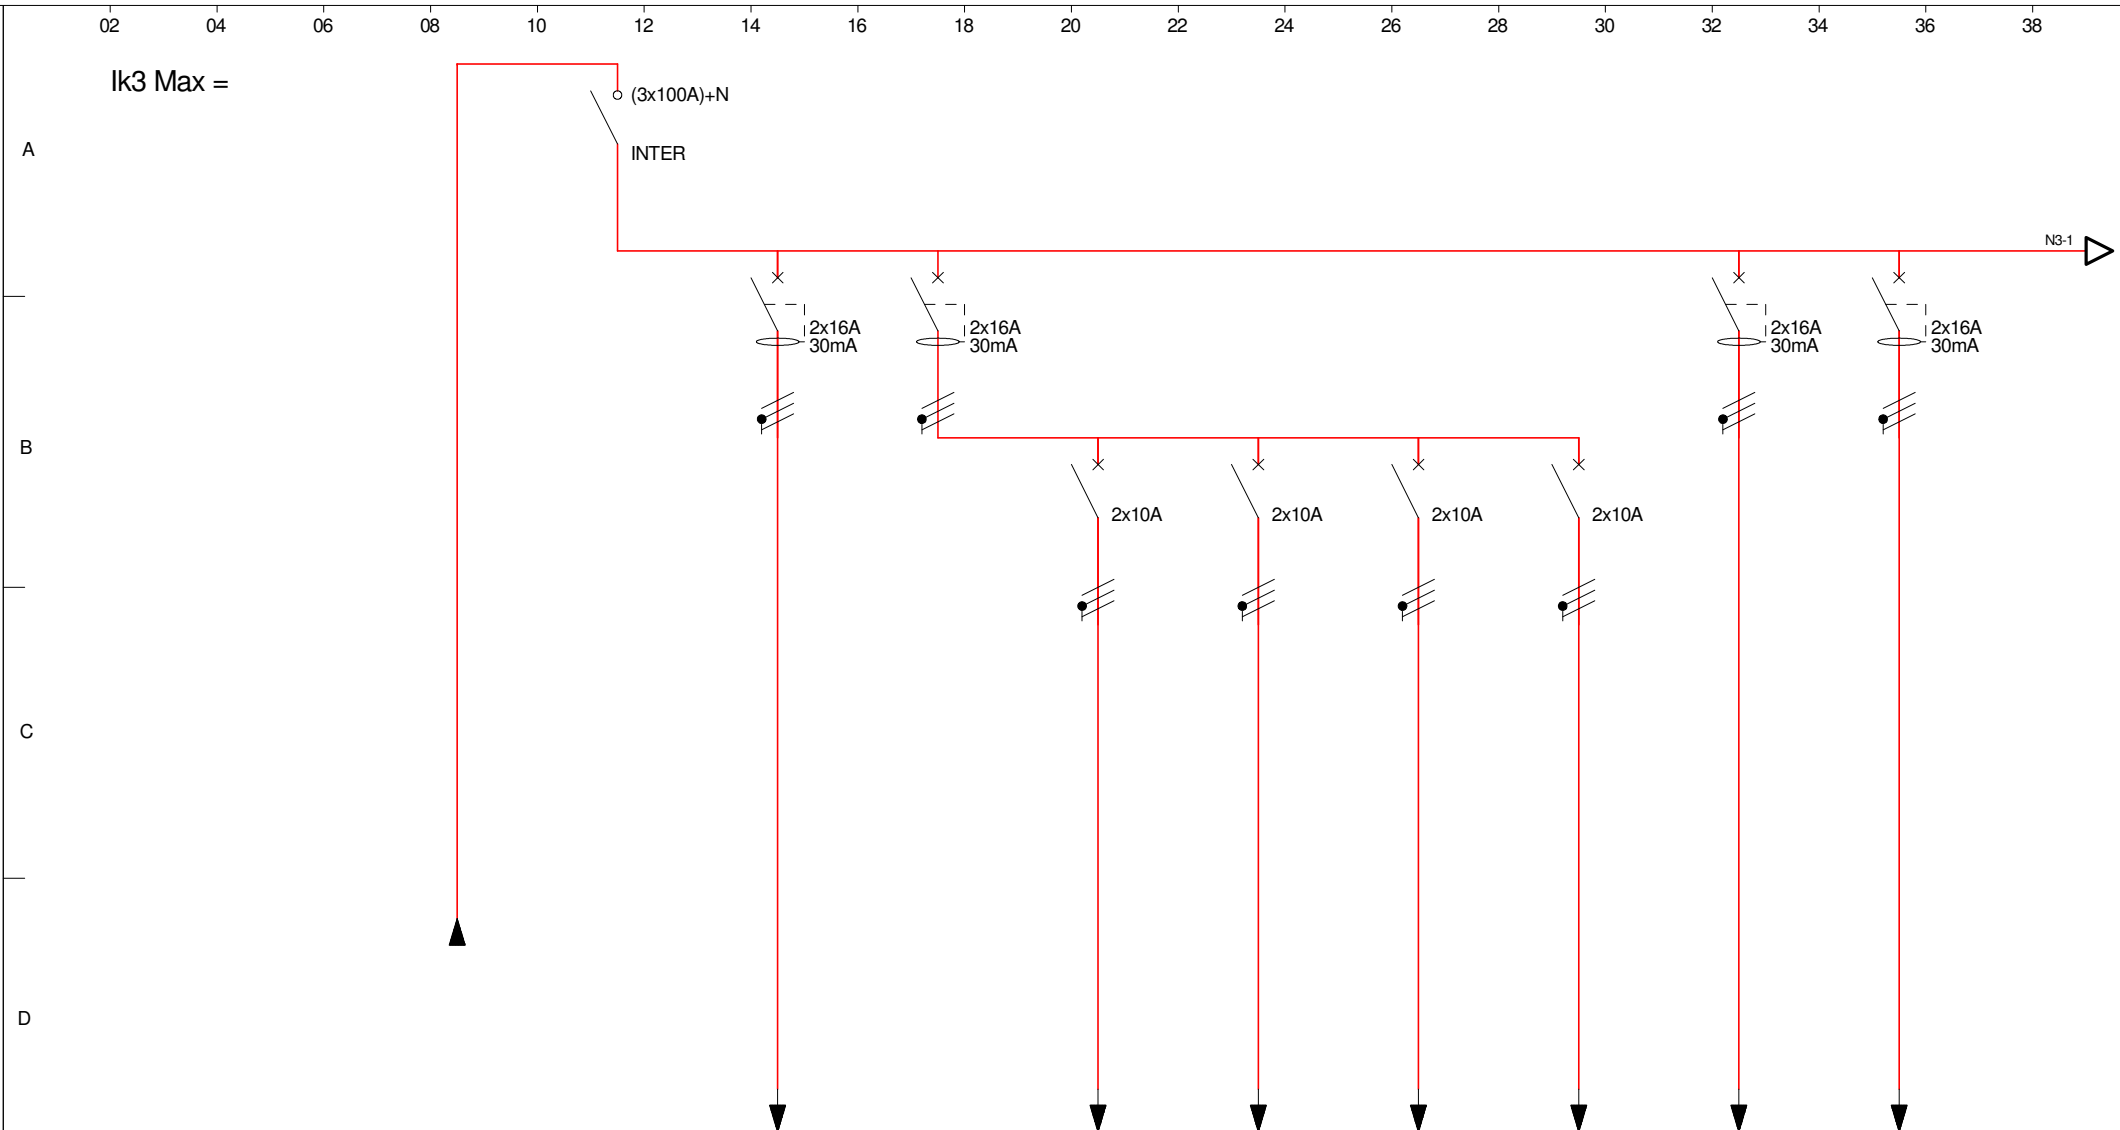 02 04 06 08 10 12 14 16 18 20 22 24 26 28 30 32 34 36 38
Ik3 Max =
(3x100A)+N
A
INTER
N3-1
2x16A 2x16A 2x16A 2x16A
30mA 30mA 30mA 30mA
B
2x10A 2x10A 2x10A 2x10A
C
D